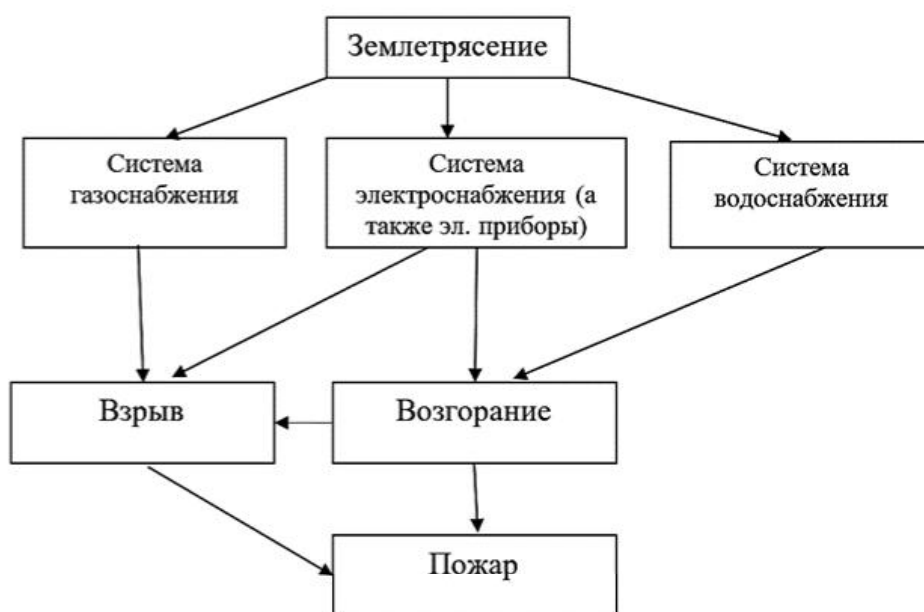 Землетрясение
Система
газоснабжения
Система
электроснабжения (а
также эл. приборы)
Система
водоснабжения
Взрыв
Возгорание
Пожар